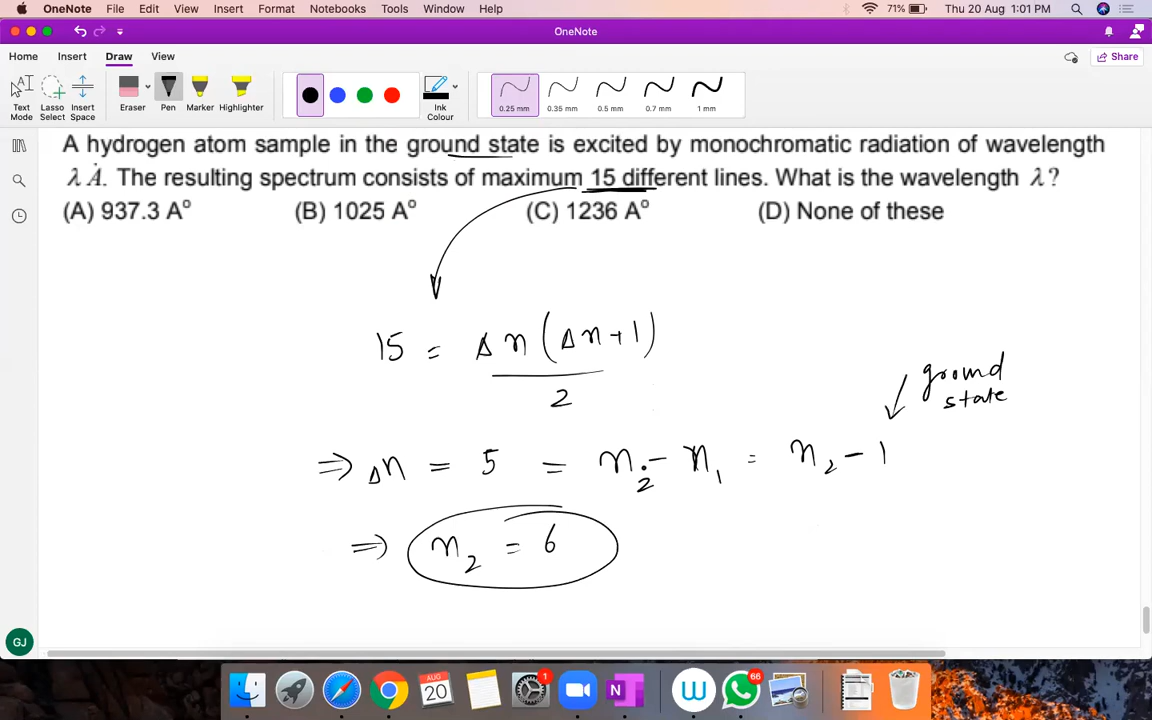 OneNote File Edit View Insert Format Notebooks Tools Window Help 71% Thu 20 Aug 1:01 PM
OneNote
Home Insert Draw View Share
Text Mode Lasso Select Insert Space Eraser Pen Marker Highlighter Ink Colour 0.25 mm 0.35 mm 0.5 mm 0.7 mm 1 mm
A hydrogen atom sample in the ground state is excited by monochromatic radiation of wavelength
λ Å. The resulting spectrum consists of maximum 15 different lines. What is the wavelength λ?
(A) 937.3 A° (B) 1025 A° (C) 1236 A° (D) None of these
15 = Δn(Δn+1)
2
ground
state
⇒ Δn = 5 = n₂ - n₁ = n₂ - 1
⇒ n₂ = 6
GJ
20
1
66